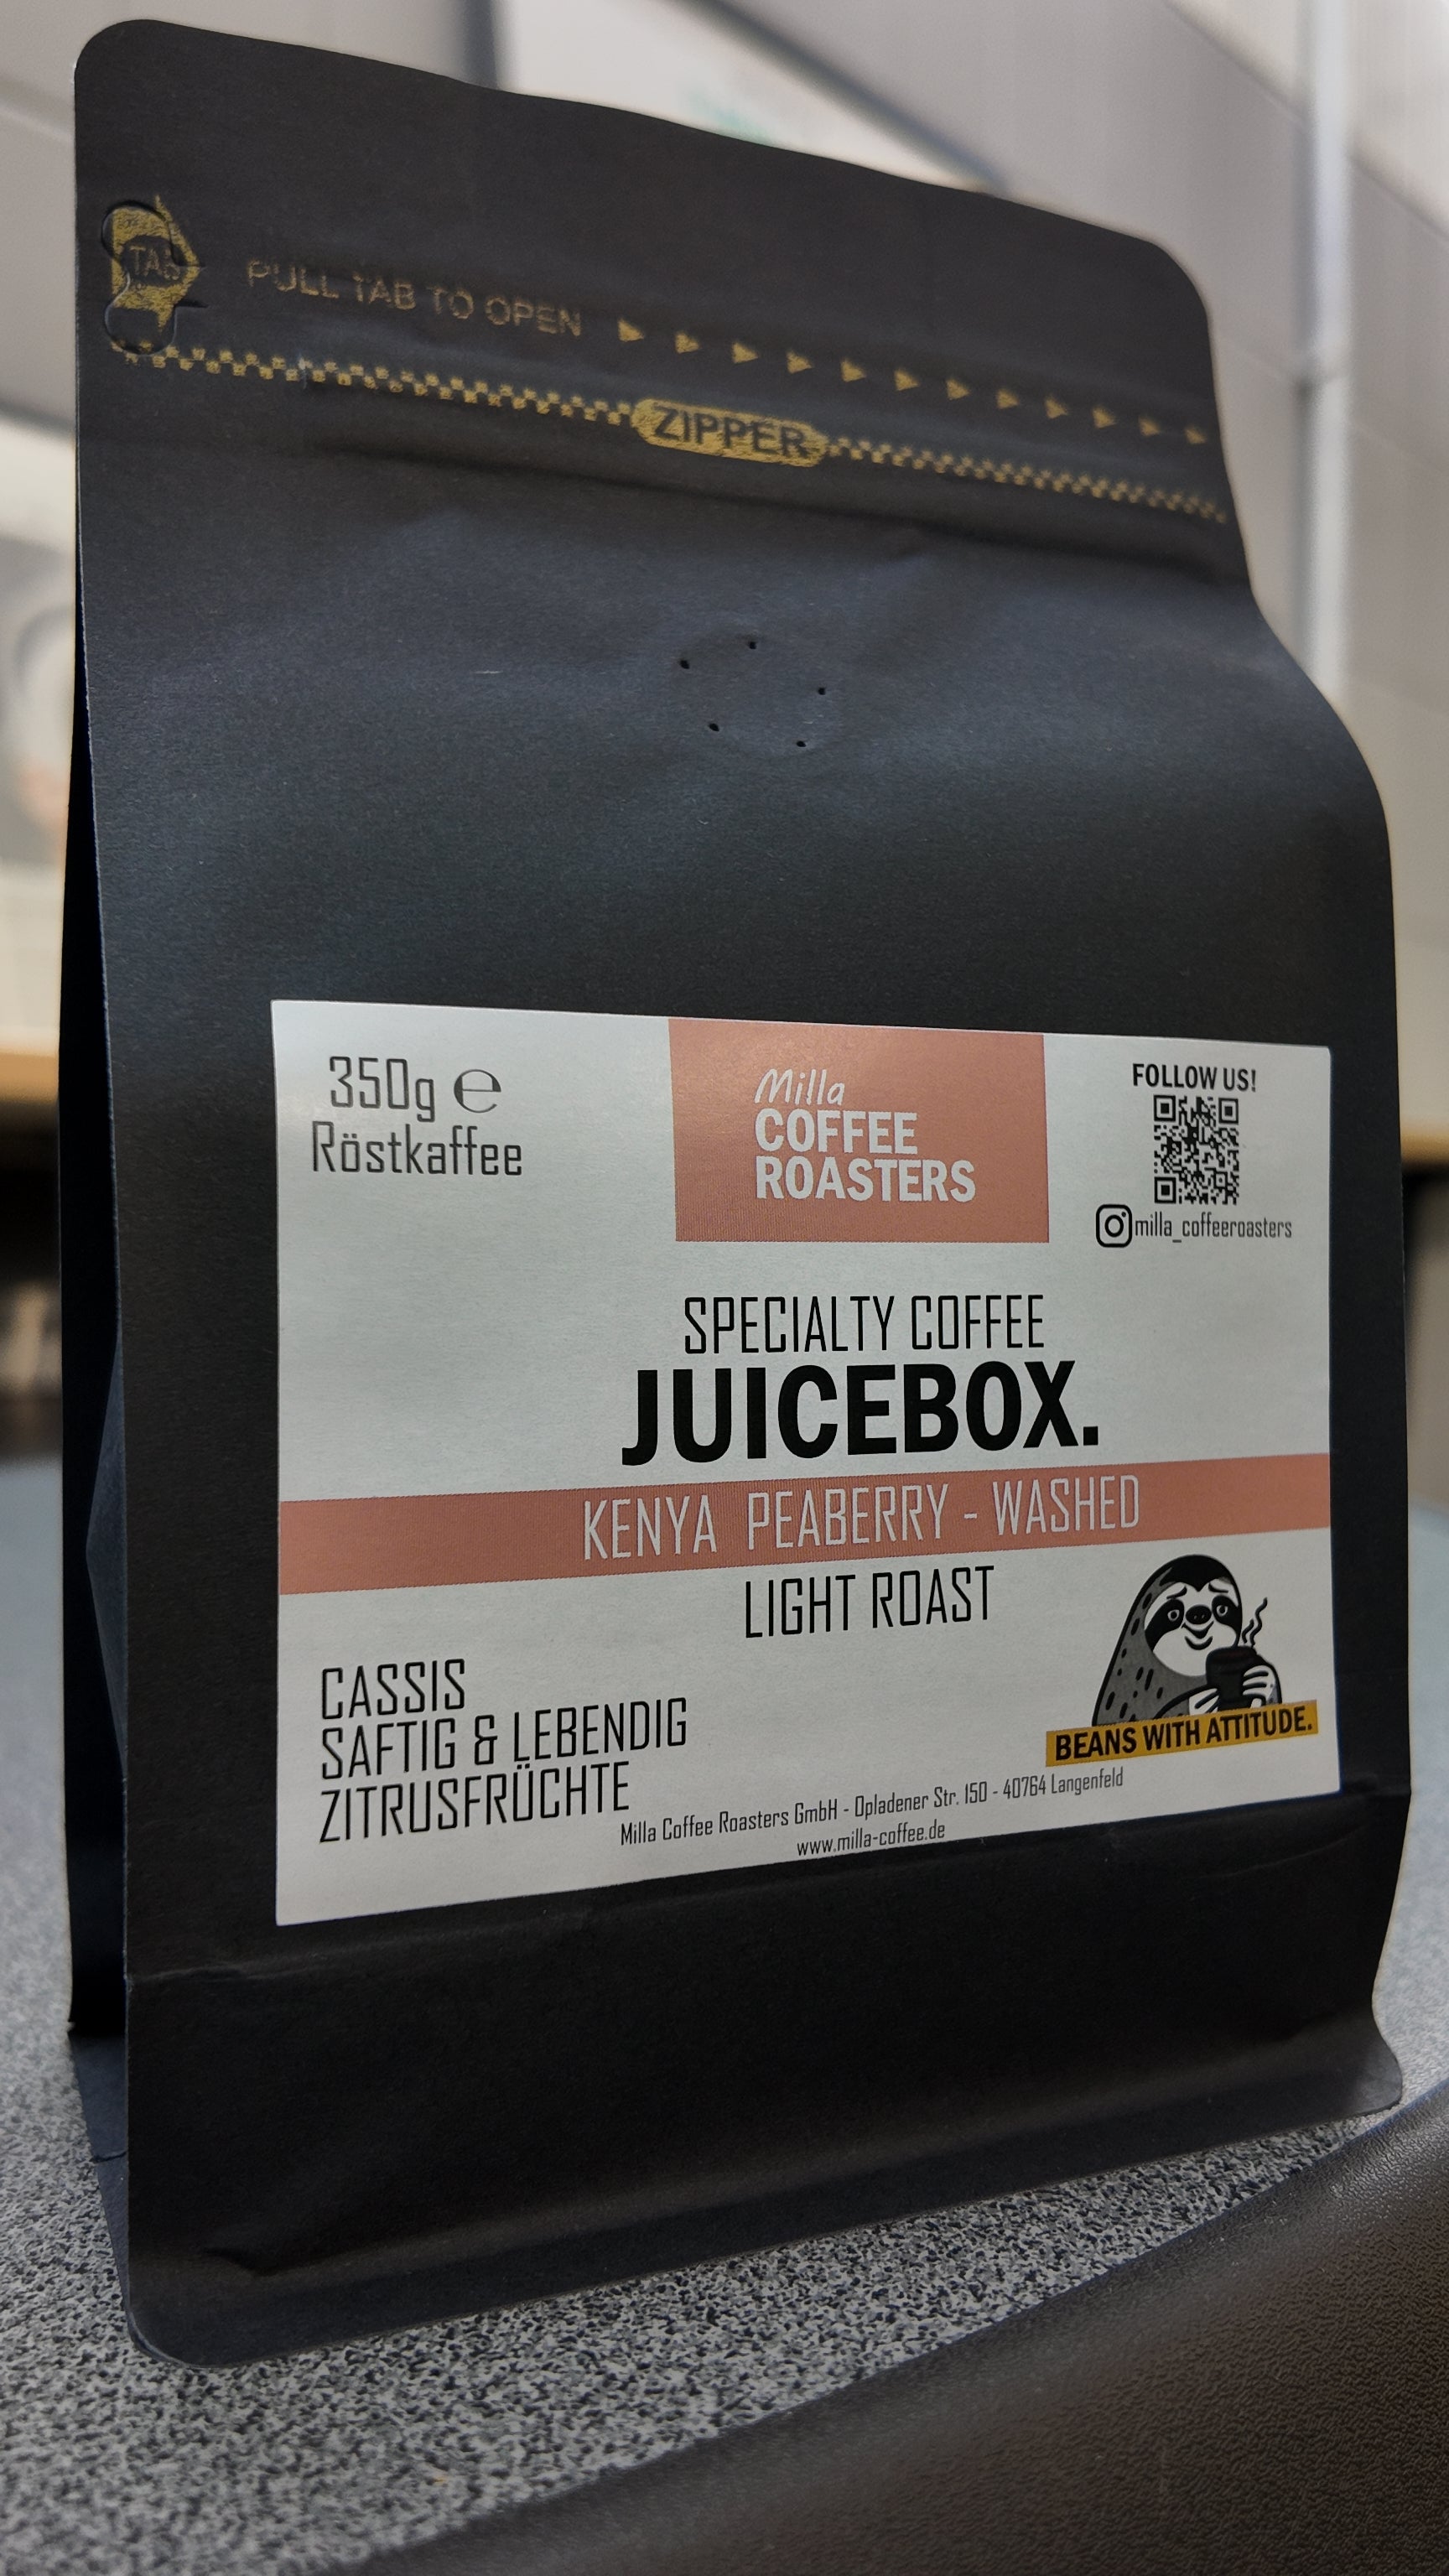 TAB
PULL TAB TO OPEN
ZIPPER
350g ℮
Röstkaffee
Milla
COFFEE
ROASTERS
FOLLOW US!
milla_coffeeroasters
SPECIALTY COFFEE
JUICEBOX.
KENYA PEABERRY - WASHED
LIGHT ROAST
CASSIS
SAFTIG & LEBENDIG
ZITRUSFRÜCHTE
BEANS WITH ATTITUDE.
Milla Coffee Roasters GmbH - Opladener Str. 150 - 40764 Langenfeld
www.milla-coffee.de